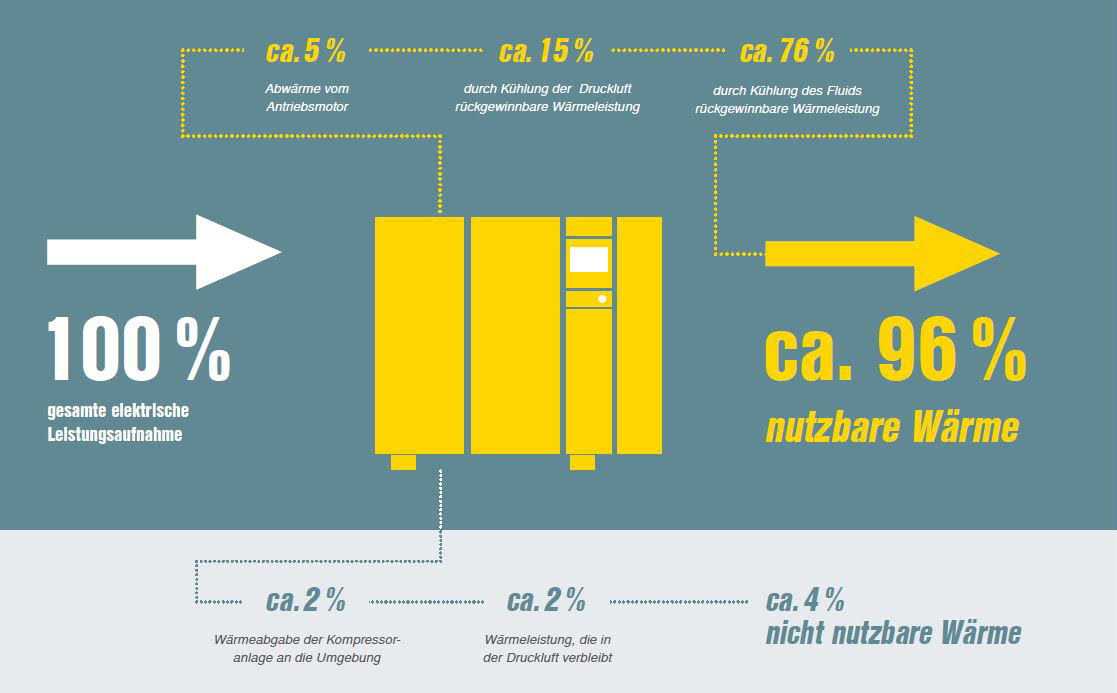 ca. 5 %
Abwärme vom
Antriebsmotor
ca. 15 %
durch Kühlung der Druckluft
rückgewinnbare Wärmeleistung
ca. 76 %
durch Kühlung des Fluids
rückgewinnbare Wärmeleistung
100 %
gesamte elektrische
Leistungsaufnahme
ca. 96 %
nutzbare Wärme
ca. 2 %
Wärmeabgabe der Kompressor-
anlage an die Umgebung
ca. 2 %
Wärmeleistung, die in
der Druckluft verbleibt
ca. 4 %
nicht nutzbare Wärme